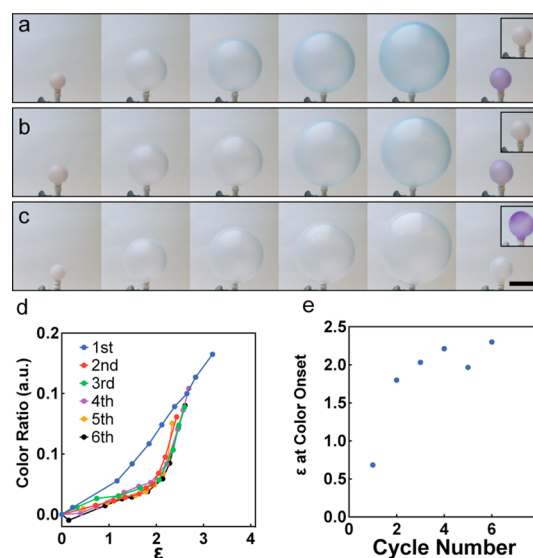 a
b
c
d
0.2
0.1
0.1
0.0
Color Ratio (a.u.)
1st
2nd
3rd
4th
5th
6th
0 1 2 3 4
ε
e
2.5
2.0
1.5
1.0
0.5
0.0
ε at Color Onset
0 2 4 6
Cycle Number